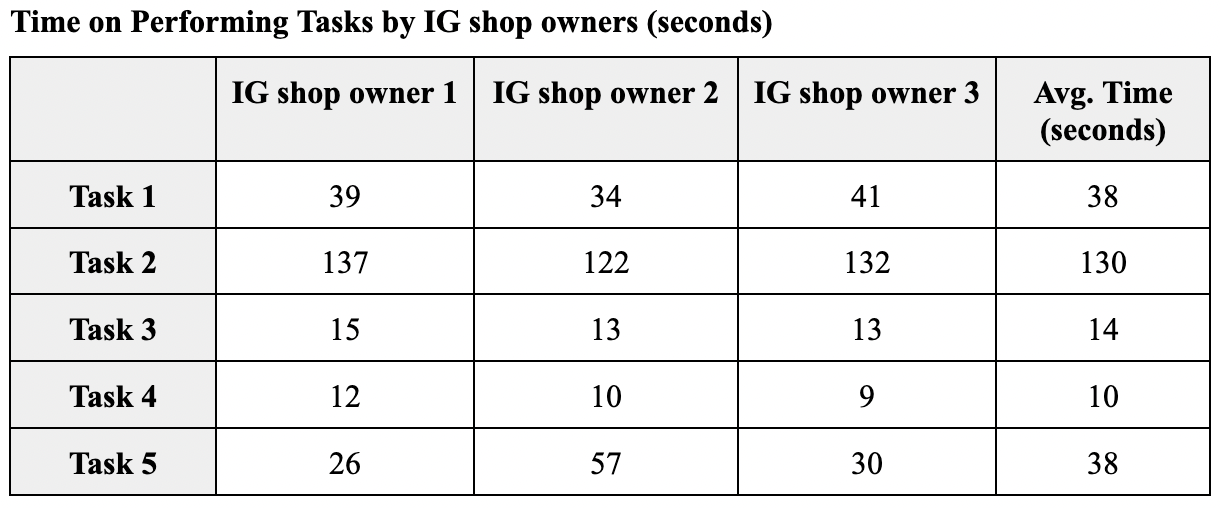 Time on Performing Tasks by IG shop owners (seconds)
IG shop owner 1 IG shop owner 2 IG shop owner 3 Avg. Time (seconds)
Task 1 39 34 41 38
Task 2 137 122 132 130
Task 3 15 13 13 14
Task 4 12 10 9 10
Task 5 26 57 30 38